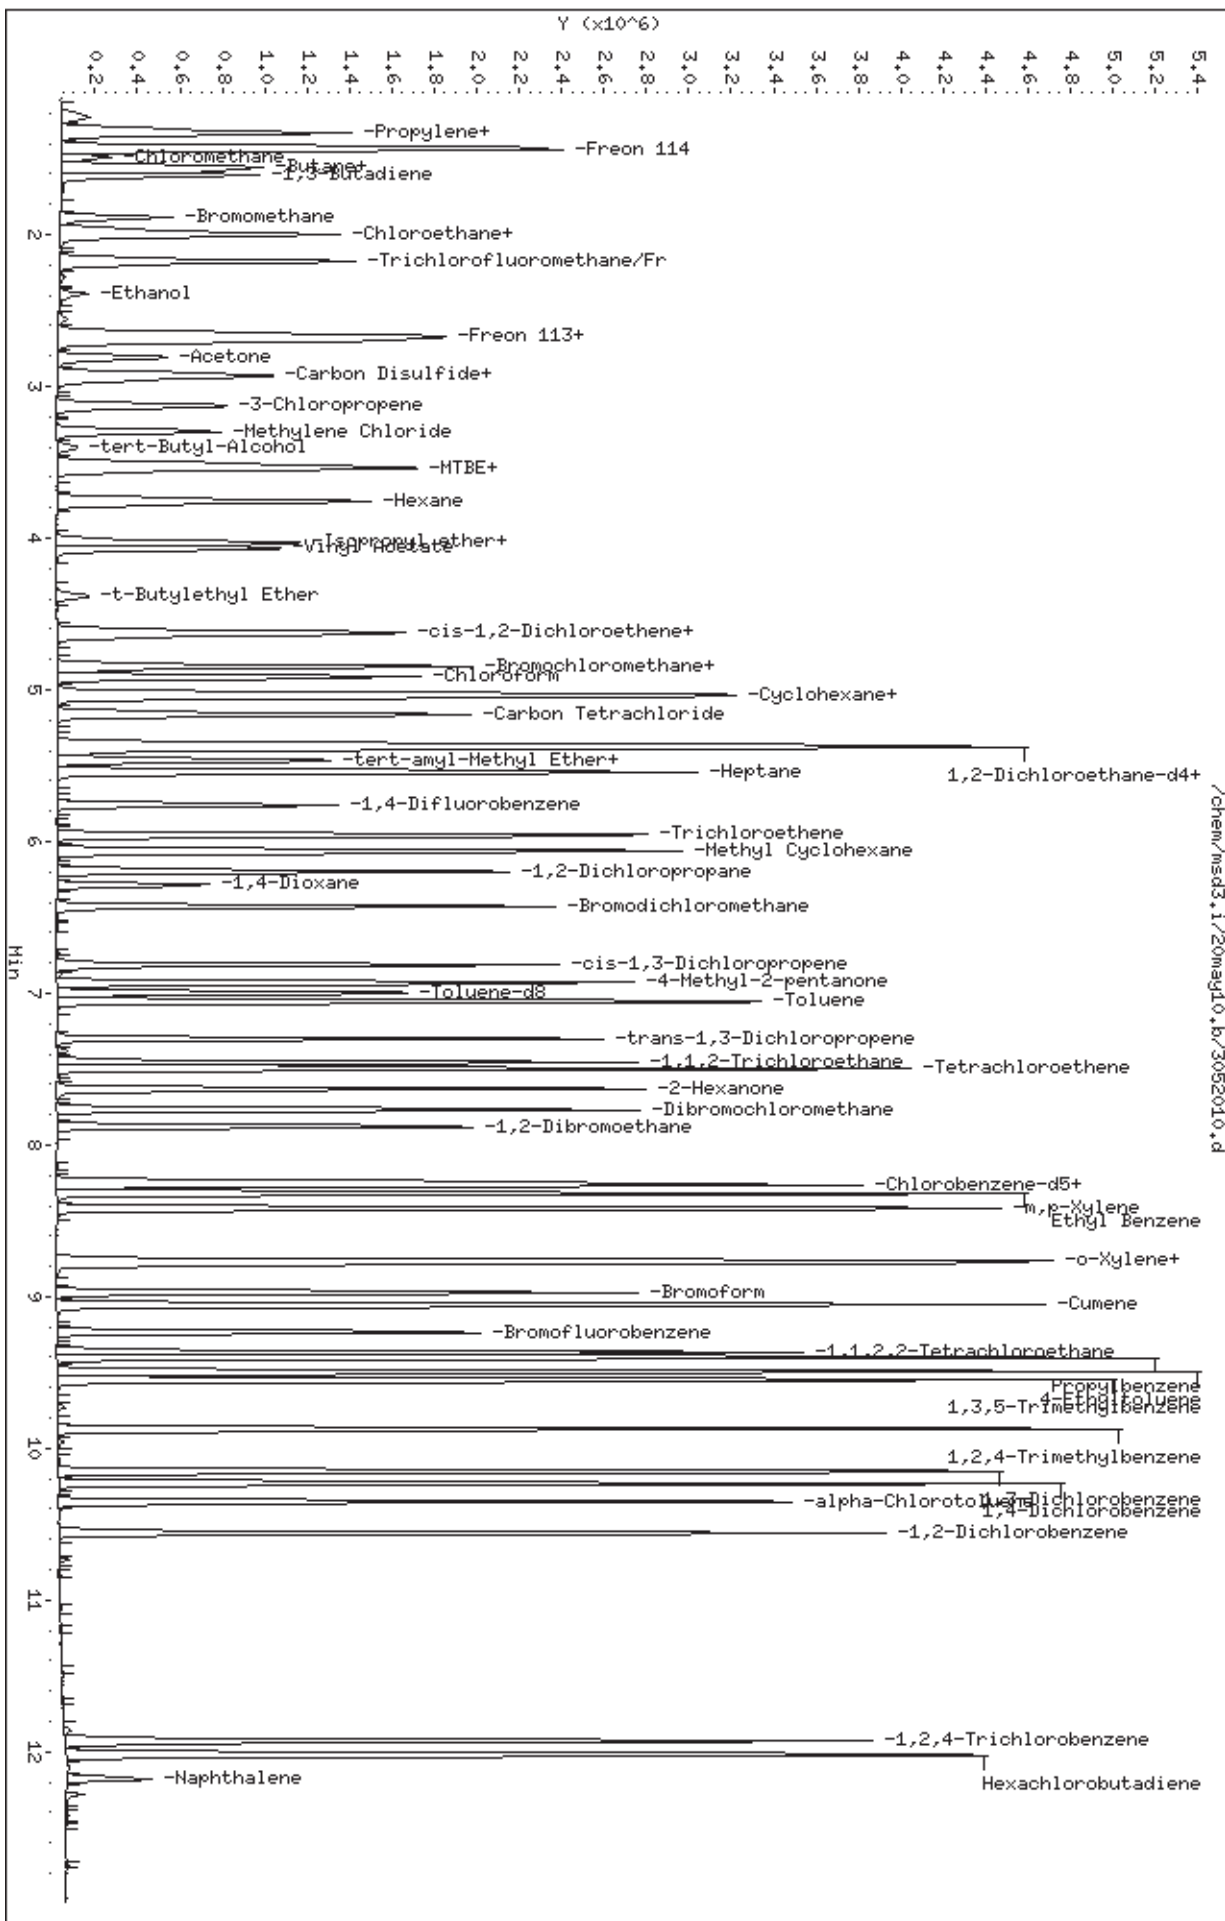 Y (x10^6)
0.2
0.4
0.6
0.8
1.0
1.2
1.4
1.6
1.8
2.0
2.2
2.4
2.6
2.8
3.0
3.2
3.4
3.6
3.8
4.0
4.2
4.4
4.6
4.8
5.0
5.2
5.4
-Propylene+
-Freon 114
-Chloromethane
-Butane+
-1,3-Butadiene
-Bromomethane
2
-Chloroethane+
-Trichlorofluoromethane/Fr
-Ethanol
-Freon 113+
-Acetone
-Carbon Disulfide+
3
-3-Chloropropene
-Methylene Chloride
-tert-Butyl-Alcohol
-MTBE+
-Hexane
4
-Isopropyl ether+
-Vinyl Acetate
-t-Butylethyl Ether
-cis-1,2-Dichloroethene+
-Bromochloromethane+
-Chloroform
5
-Cyclohexane+
-Carbon Tetrachloride
-tert-amyl-Methyl Ether+
-Heptane
1,2-Dichloroethane-d4+
-1,4-Difluorobenzene
/chem/msd3.i/20may10.b/3052010.d
-Trichloroethene
6
-Methyl Cyclohexane
-1,2-Dichloropropane
-1,4-Dioxane
-Bromodichloromethane
Min
-cis-1,3-Dichloropropene
-4-Methyl-2-pentanone
-Toluene-d8
7
-Toluene
-trans-1,3-Dichloropropene
-1,1,2-Trichloroethane
-Tetrachloroethene
-2-Hexanone
-Dibromochloromethane
-1,2-Dibromoethane
8
-Chlorobenzene-d5+
-m,p-Xylene
Ethyl Benzene
-o-Xylene+
-Bromoform
9
-Cumene
-Bromofluorobenzene
-1,1,2,2-Tetrachloroethane
Propylbenzene
4-Ethyltoluene
1,3,5-Trimethylbenzene
10
1,2,4-Trimethylbenzene
1,3-Dichlorobenzene
-alpha-Chlorotoluene
1,4-Dichlorobenzene
-1,2-Dichlorobenzene
11
-1,2,4-Trichlorobenzene
12
-Naphthalene
Hexachlorobutadiene